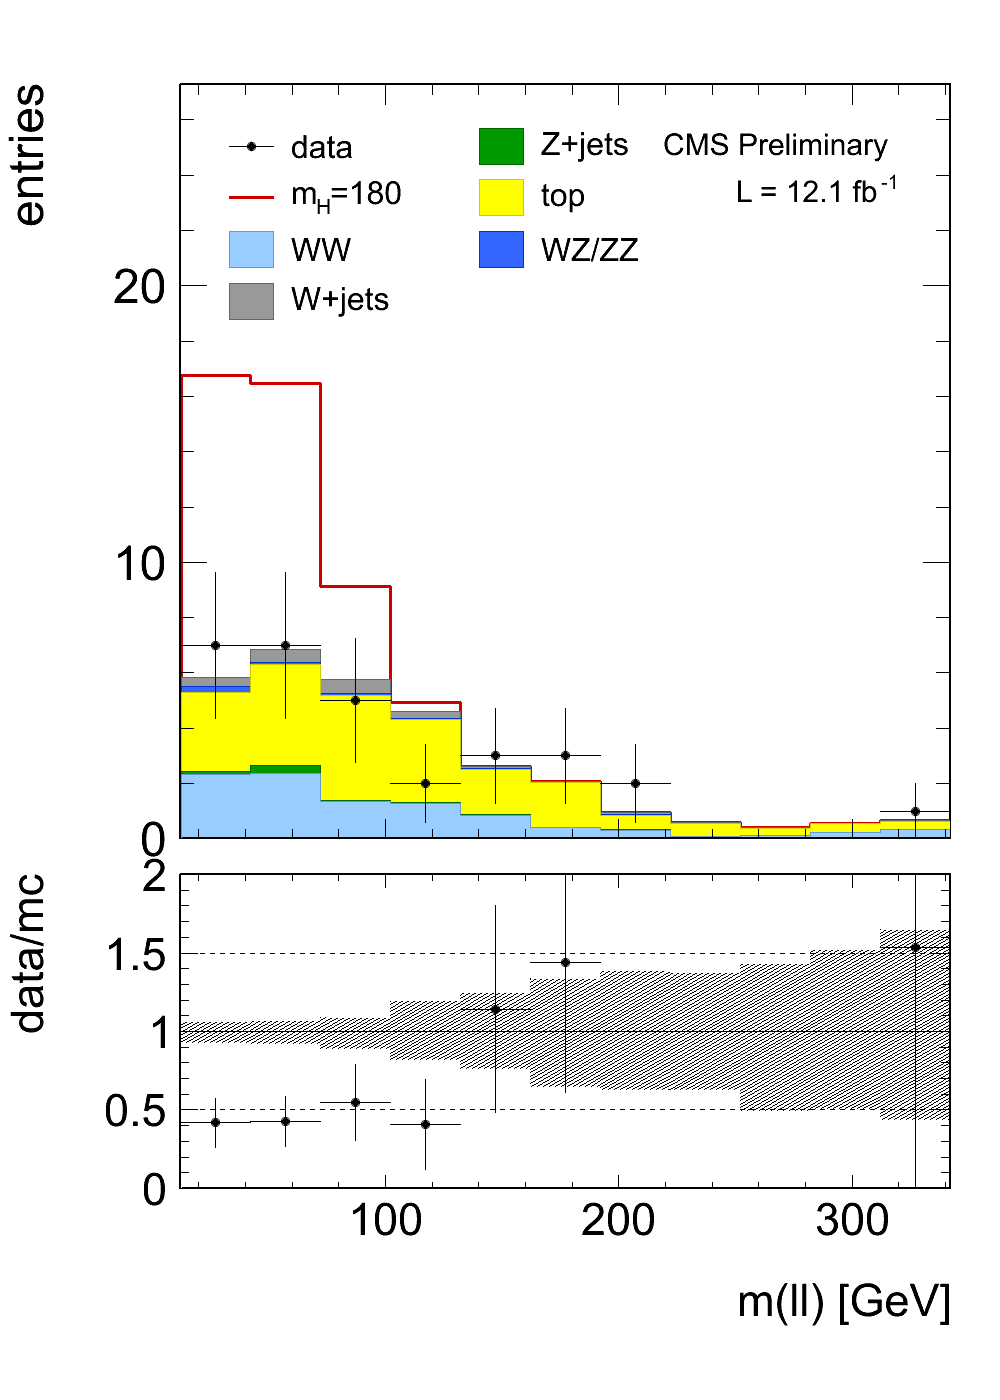 entries
data
m_H=180
WW
W+jets
Z+jets
top
WZ/ZZ
CMS Preliminary
L = 12.1 fb^-1
20
10
0
data/mc
2
1.5
1
0.5
0
100 200 300
m(ll) [GeV]